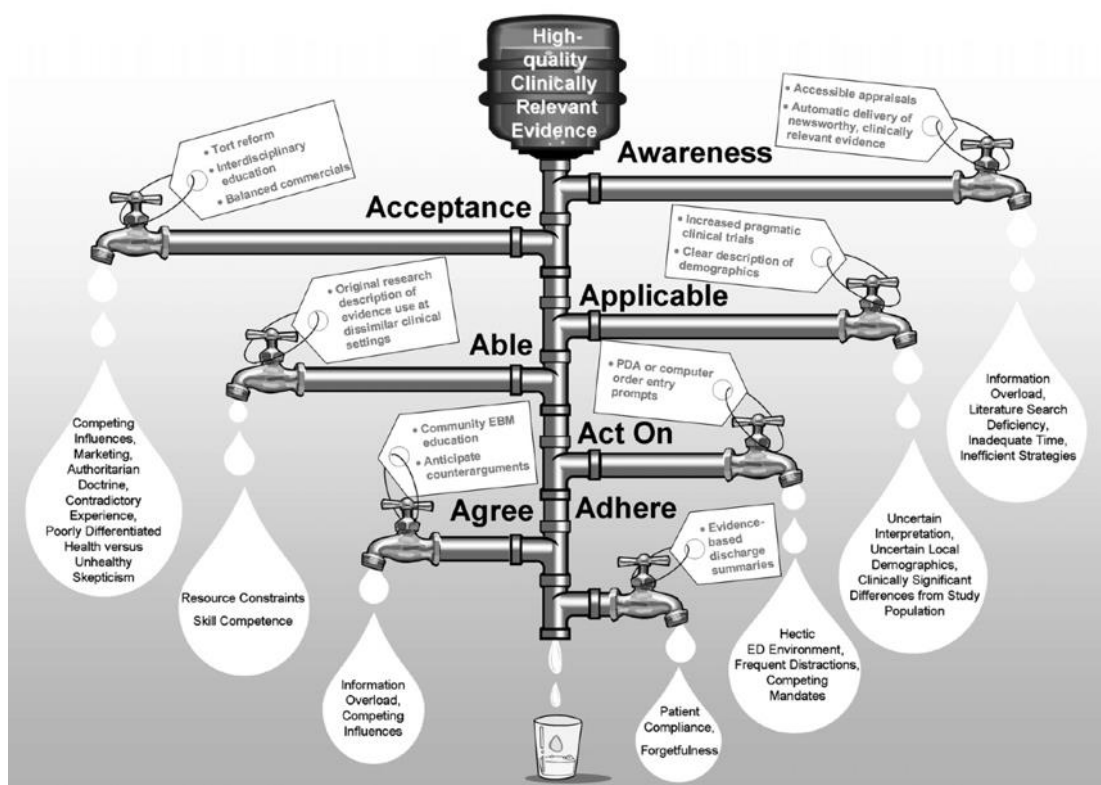 High-
quality
Clinically
Relevant
Evidence
Awareness
• Accessible appraisals
• Automatic delivery of
newsworthy, clinically
relevant evidence
Information
Overload,
Literature Search
Deficiency,
Inadequate Time,
Inefficient Strategies
Acceptance
• Tort reform
• Interdisciplinary
education
• Balanced commercials
Competing
Influences,
Marketing,
Authoritarian
Doctrine,
Contradictory
Experience,
Poorly Differentiated
Health versus
Unhealthy
Skepticism
Applicable
• Increased pragmatic
clinical trials
• Clear description of
demographics
Uncertain
Interpretation,
Uncertain Local
Demographics,
Clinically Significant
Differences from Study
Population
Able
• Original research
description of
evidence use at
dissimilar clinical
settings
Resource Constraints
Skill Competence
Act On
• PDA or computer
order entry
prompts
Hectic
ED Environment,
Frequent Distractions,
Competing
Mandates
Agree
• Community EBM
education
• Anticipate
counterarguments
Information
Overload,
Competing
Influences
Adhere
• Evidence-
based
discharge
summaries
Patient
Compliance,
Forgetfulness